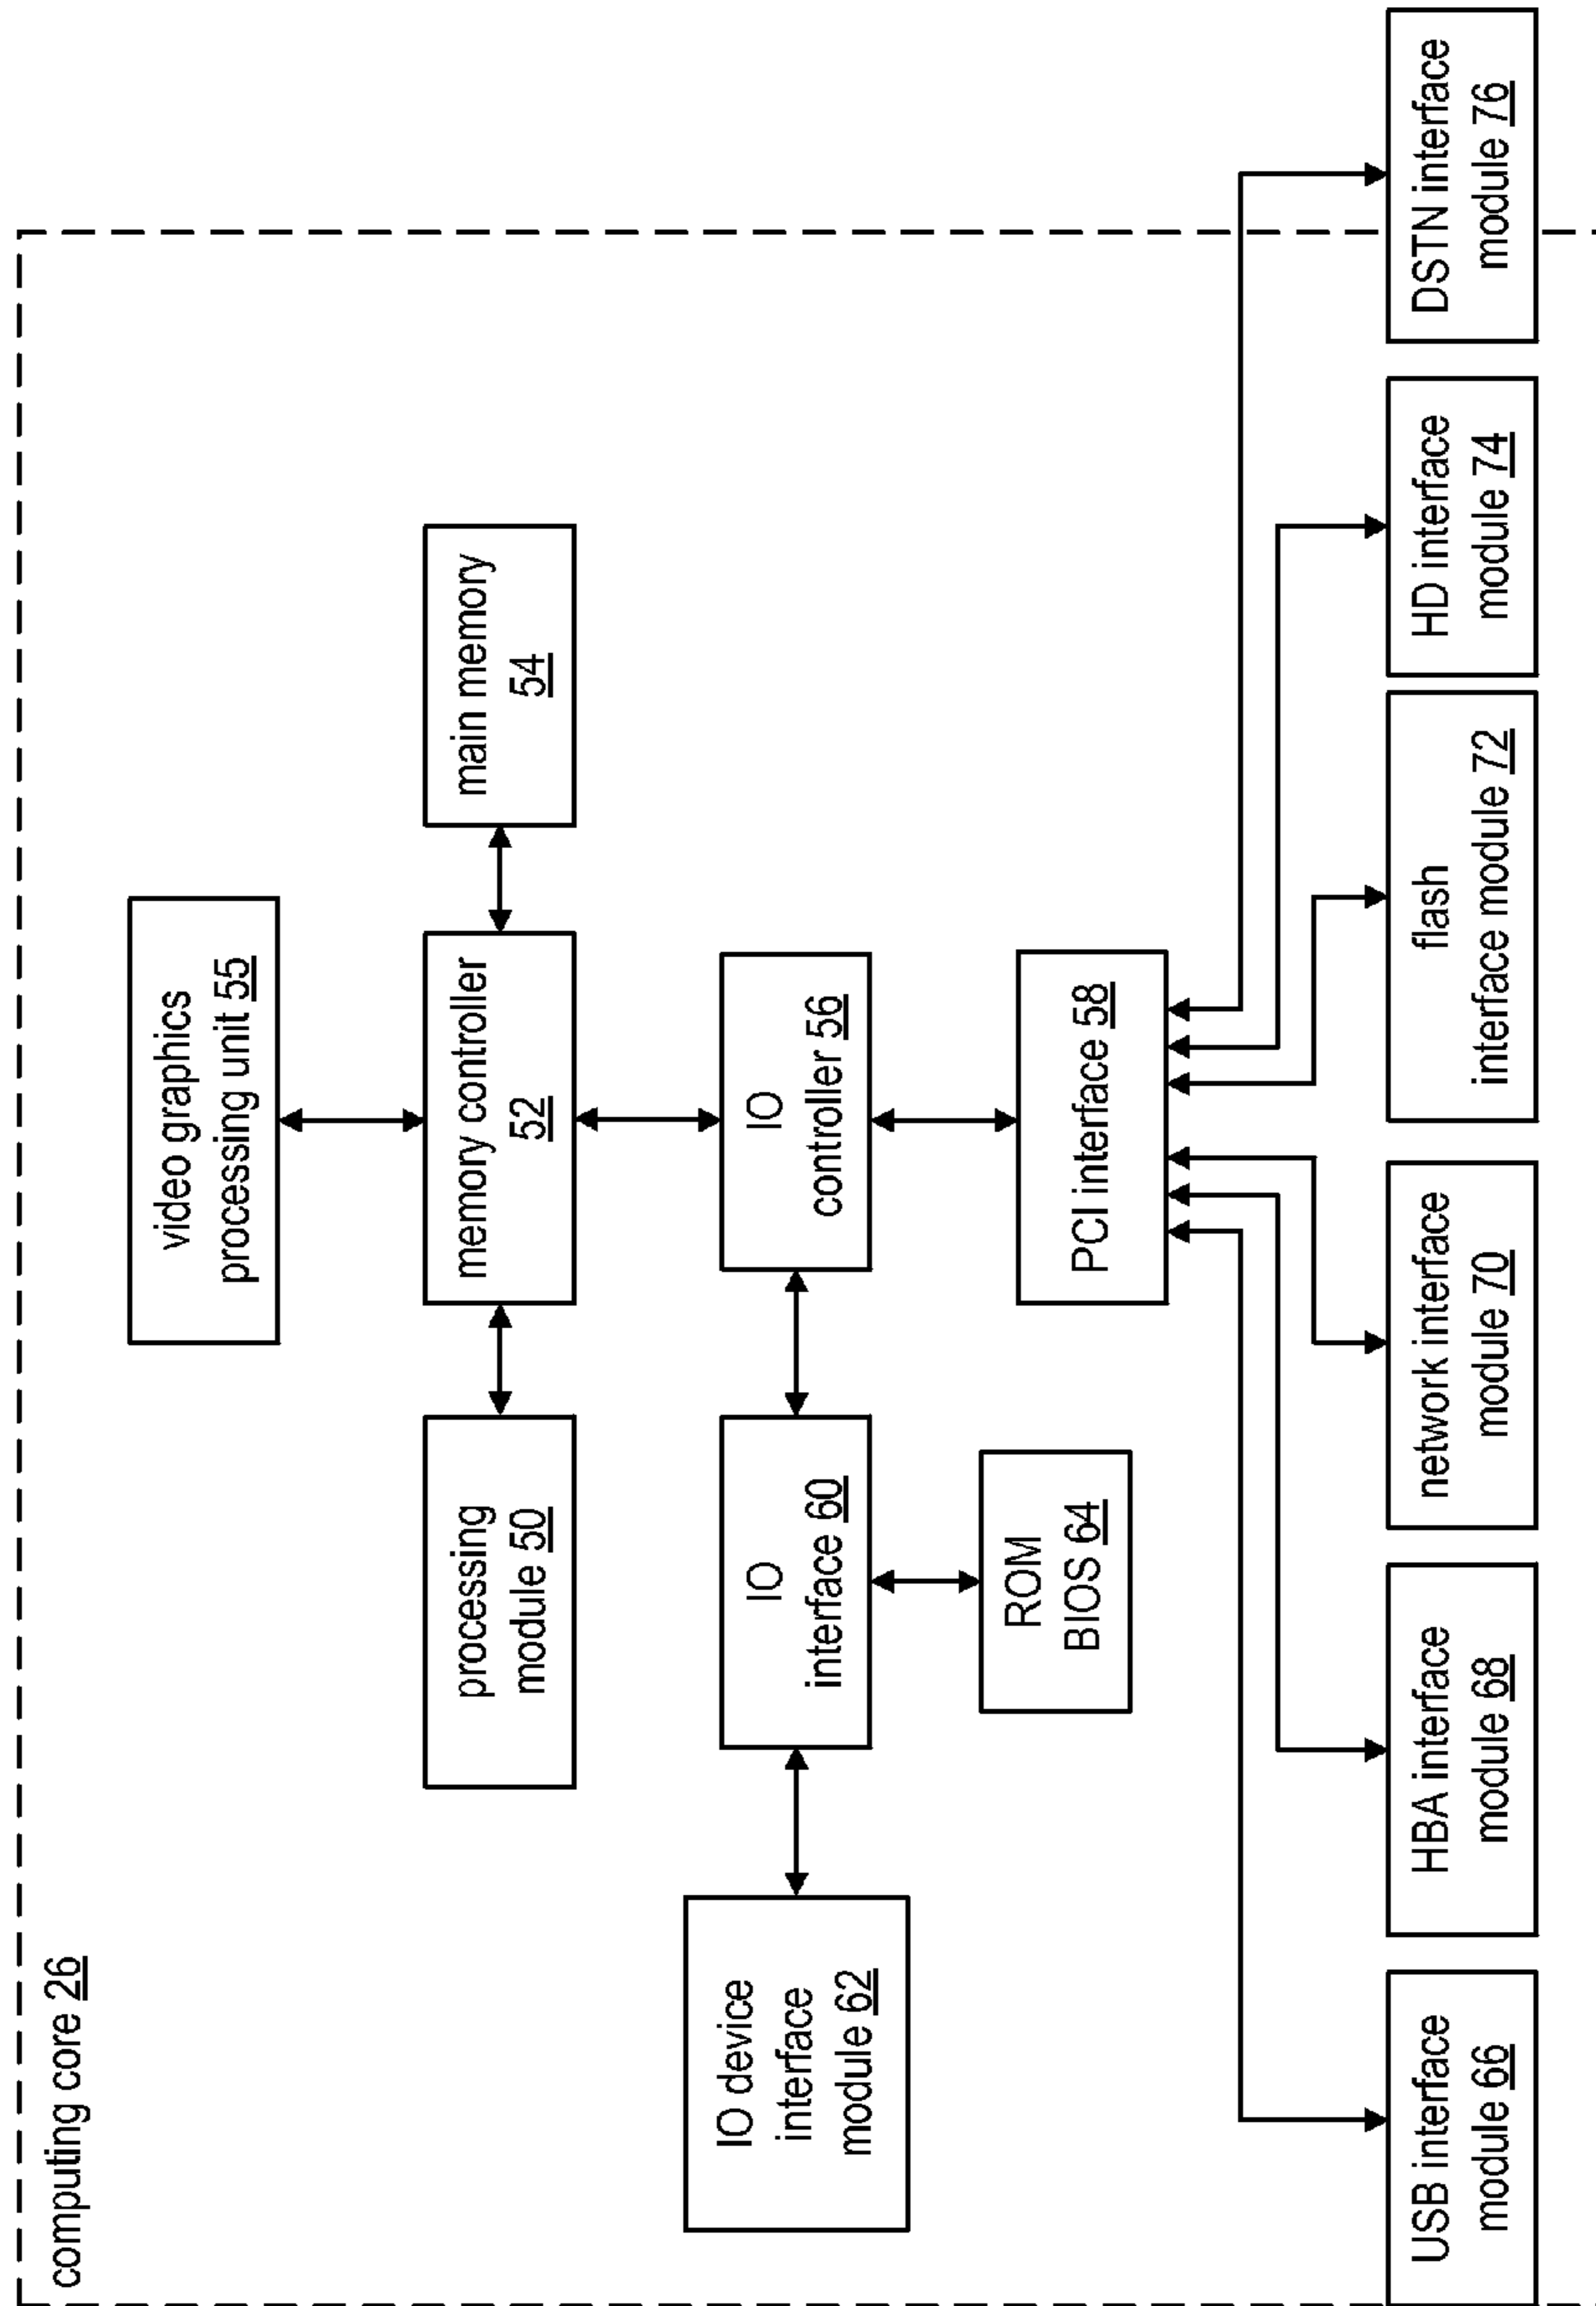 computing core 26
video graphics
processing unit 55
processing
module 50
memory controller
52
main memory
54
IO device
interface
module 62
IO
interface 60
IO
controller 56
ROM
BIOS 64
PCI interface 58
USB interface
module 66
HBA interface
module 68
network interface
module 70
flash
interface module 72
HD interface
module 74
DSTN interface
module 76